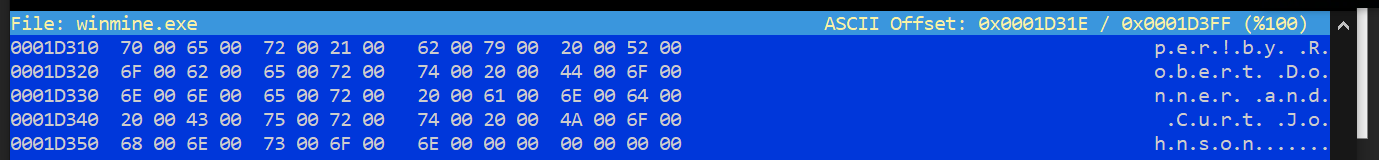 File: winmine.exe ASCII Offset: 0x0001D31E / 0x0001D3FF (%100)
0001D310 70 00 65 00 72 00 21 00 62 00 79 00 20 00 52 00 p.e.r.!.b.y. .R.
0001D320 6F 00 62 00 65 00 72 00 74 00 20 00 44 00 6F 00 o.b.e.r.t. .D.o.
0001D330 6E 00 6E 00 65 00 72 00 20 00 61 00 6E 00 64 00 n.n.e.r. .a.n.d.
0001D340 20 00 43 00 75 00 72 00 74 00 20 00 4A 00 6F 00 .C.u.r.t. .J.o.
0001D350 68 00 6E 00 73 00 6F 00 6E 00 00 00 00 00 00 00 h.n.s.o.n.......